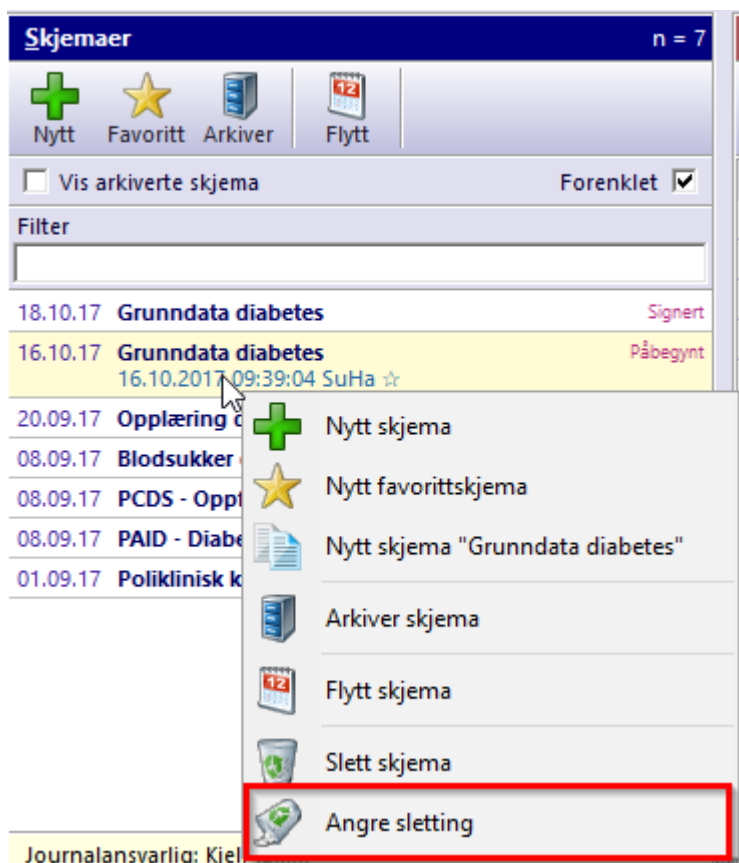 Skjemaer n = 7
Nytt Favoritt Arkiver Flytt
Vis arkiverte skjema Forenklet
Filter
18.10.17 Grunndata diabetes Signert
16.10.17 Grunndata diabetes Påbegynt
16.10.2017 09:39:04 SuHa ☆
20.09.17 Opplæring
08.09.17 Blodsukker
08.09.17 PCDS -
08.09.17 PAID -
01.09.17 Poliklinisk
Nytt skjema
Nytt favorittskjema
Nytt skjema "Grunndata diabetes"
Arkiver skjema
Flytt skjema
Slett skjema
Angre sletting
Journalansvarlig: